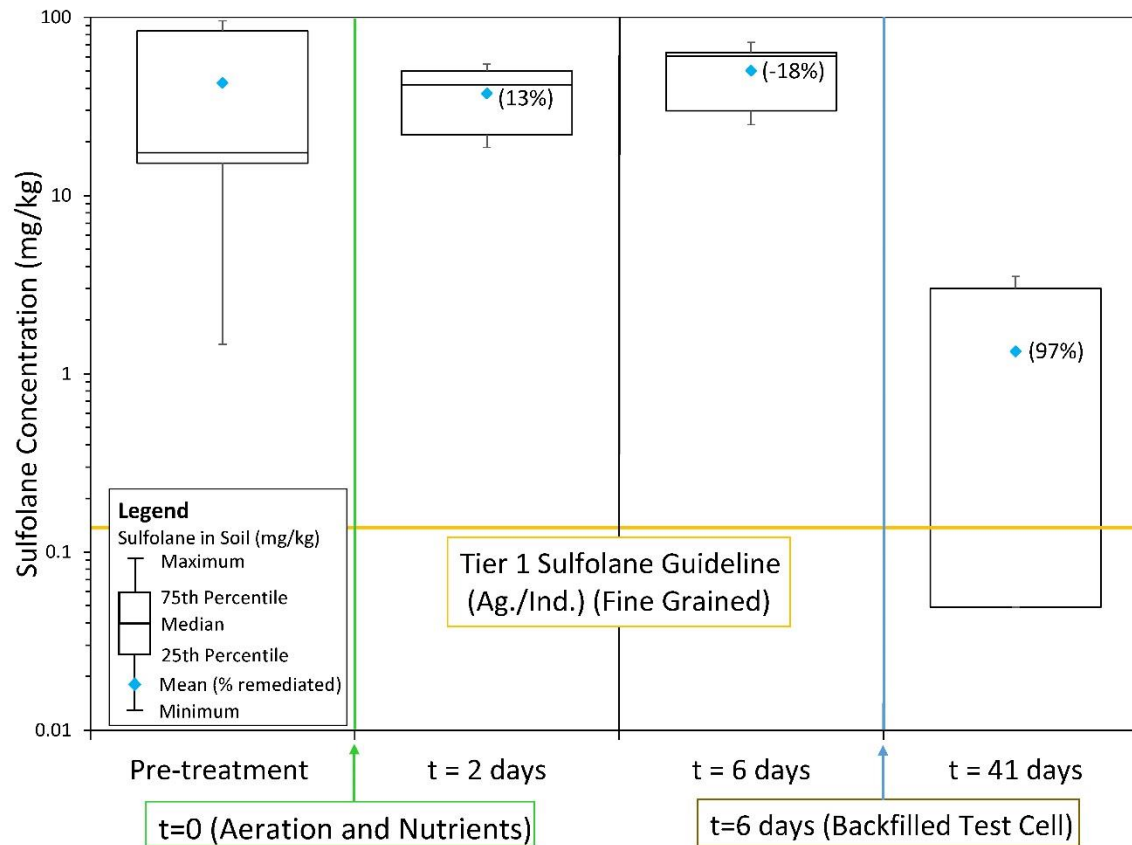 Sulfolane Concentration (mg/kg)
100
10
1
0.1
0.01
(13%)
(-18%)
(97%)
Legend
Sulfolane in Soil (mg/kg)
Maximum
75th Percentile
Median
25th Percentile
Mean (% remediated)
Minimum
Tier 1 Sulfolane Guideline
(Ag./Ind.) (Fine Grained)
Pre-treatment
t = 2 days
t = 6 days
t = 41 days
t=0 (Aeration and Nutrients)
t=6 days (Backfilled Test Cell)